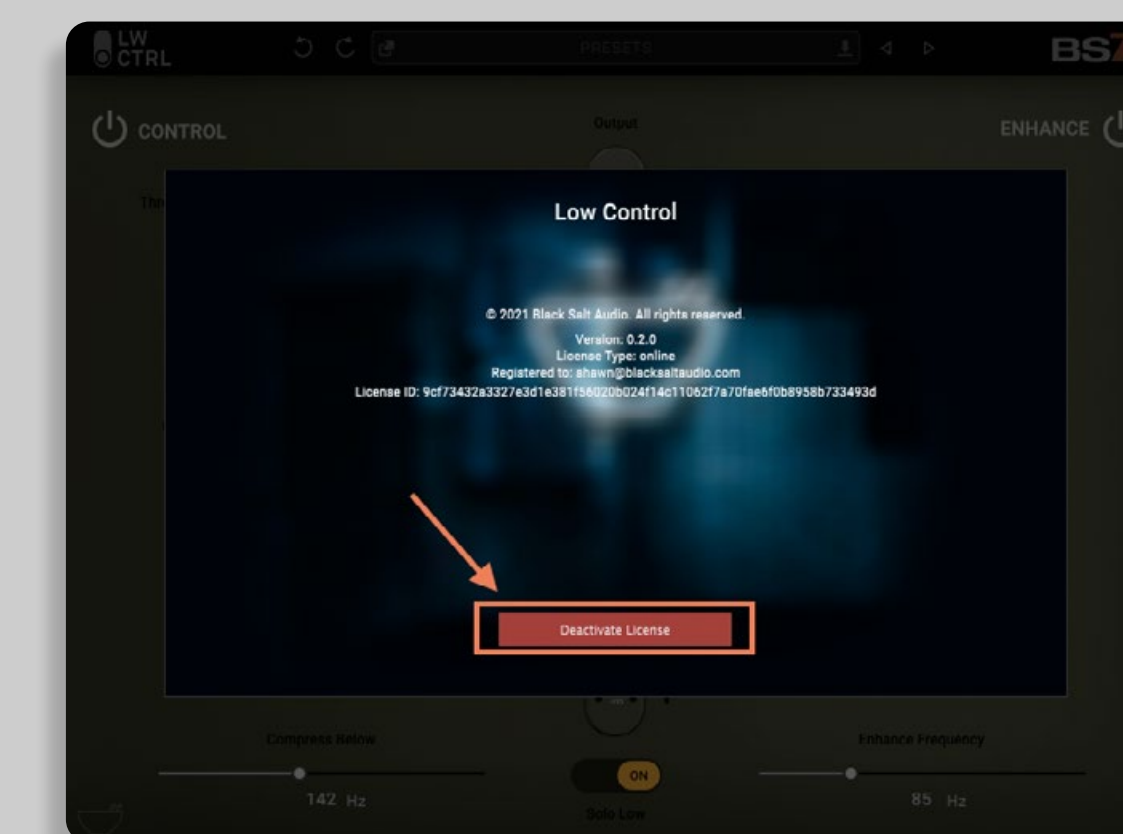 LW
CTRL
PRESETS
BS
CONTROL
Output
ENHANCE
Thre
Low Control
© 2021 Black Salt Audio. All rights reserved.
Version: 0.2.0
License Type: online
Registered to: shawn@blacksaltaudio.com
License ID: 9cf73432a3327e3d1e381f56020b024f14c11062f7a70fae6f0b8958b733493d
Deactivate License
Compress Below
Enhance Frequency
ON
142 Hz
85 Hz
Solo Low